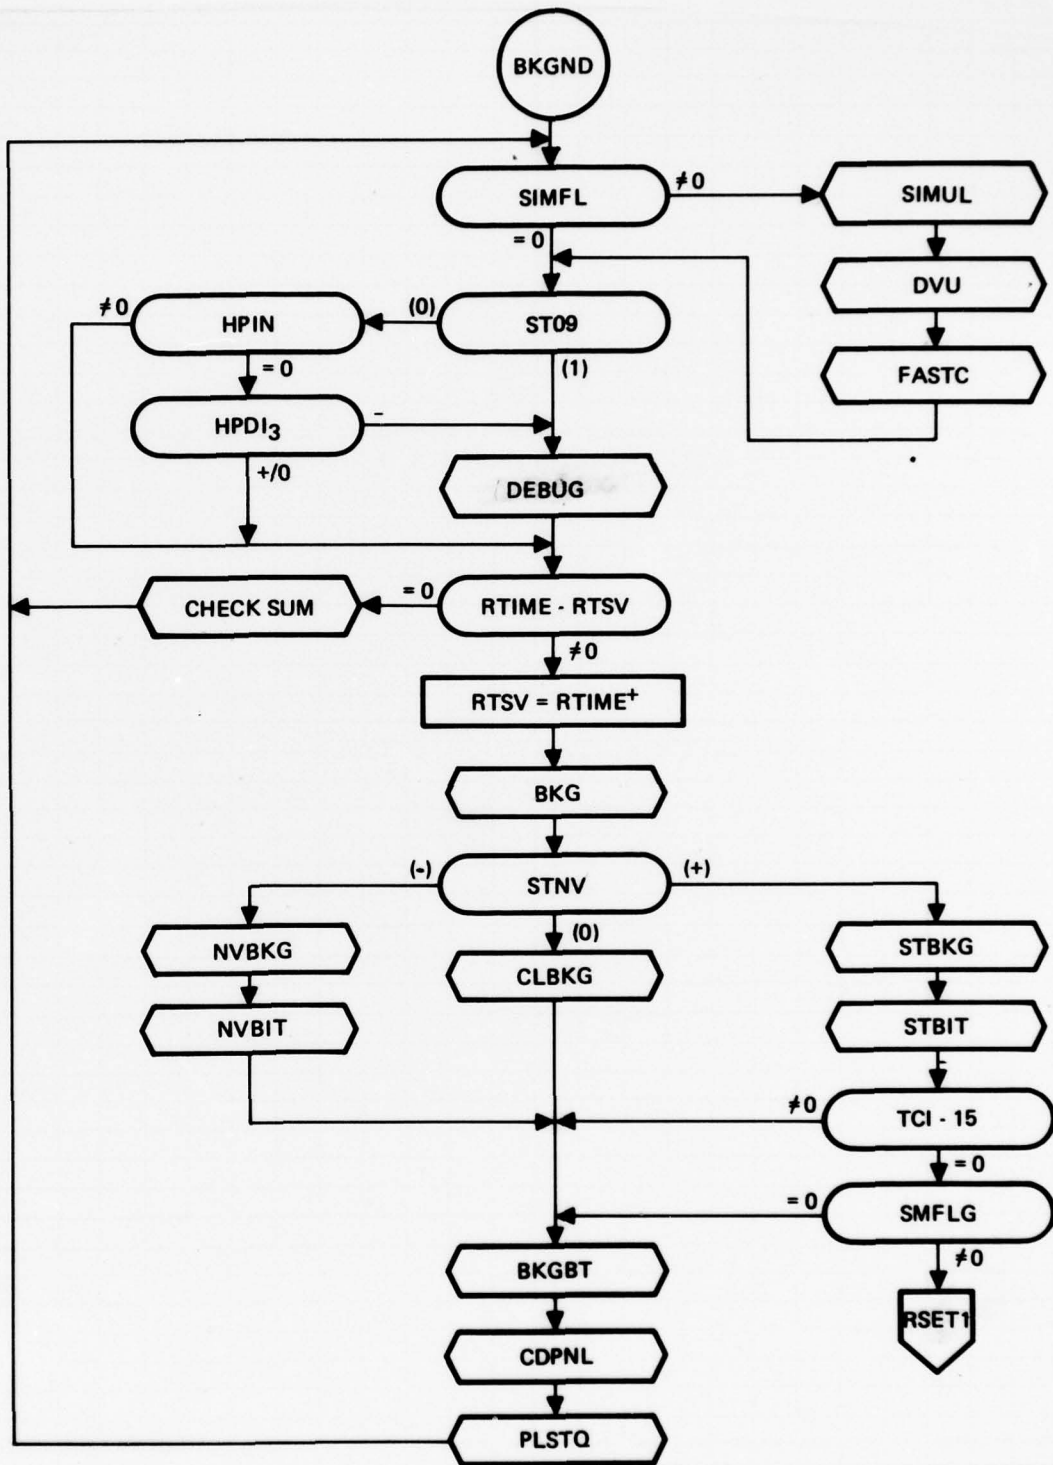 BKGND
SIMFL
≠0
SIMUL
= 0
DVU
≠0
HPIN
(0)
ST09
FASTC
= 0
(1)
HPDI3
-
+/0
DEBUG
CHECK SUM
= 0
RTIME - RTSV
≠0
RTSV = RTIME+
BKG
(-)
STNV
(+)
(0)
NVBKG
CLBKG
STBKG
NVBIT
STBIT
≠0
TCI - 15
= 0
= 0
SMFLG
≠0
BKGBT
RSET1
CDPNL
PLSTQ